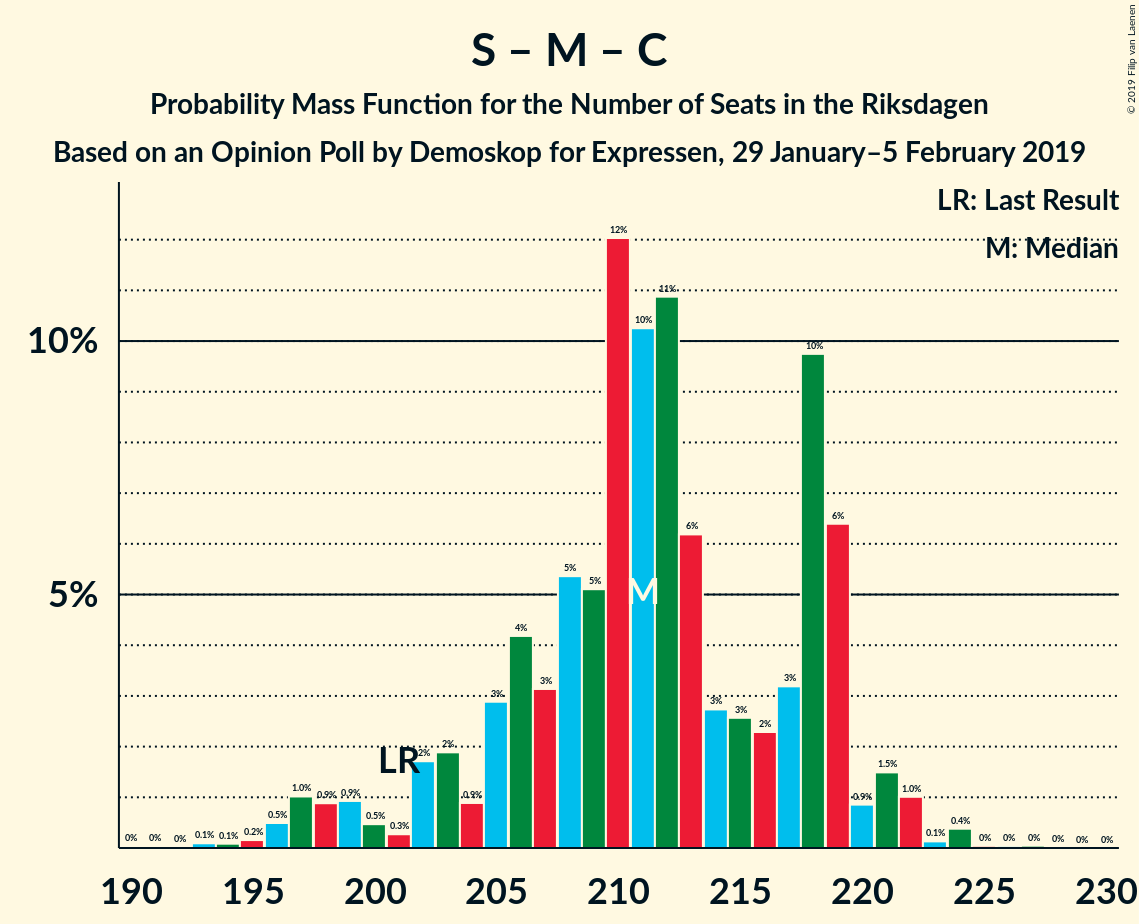 S – M – C
Probability Mass Function for the Number of Seats in the Riksdagen
Based on an Opinion Poll by Demoskop for Expressen, 29 January–5 February 2019
© 2019 Filip van Laenen
LR: Last Result
M: Median
10%
5%
0% 0% 0% 0.1% 0.1% 0.2% 0.5% 1.0% 0.9% 0.9% 0.5% 0.3% 2% 2% 0.9% 3% 4% 3% 5% 5% 12% 10% 11% 6% 3% 3% 2% 3% 10% 6% 0.9% 1.5% 1.0% 0.1% 0.4% 0% 0% 0% 0% 0% 0%
LR
M
190 195 200 205 210 215 220 225 230